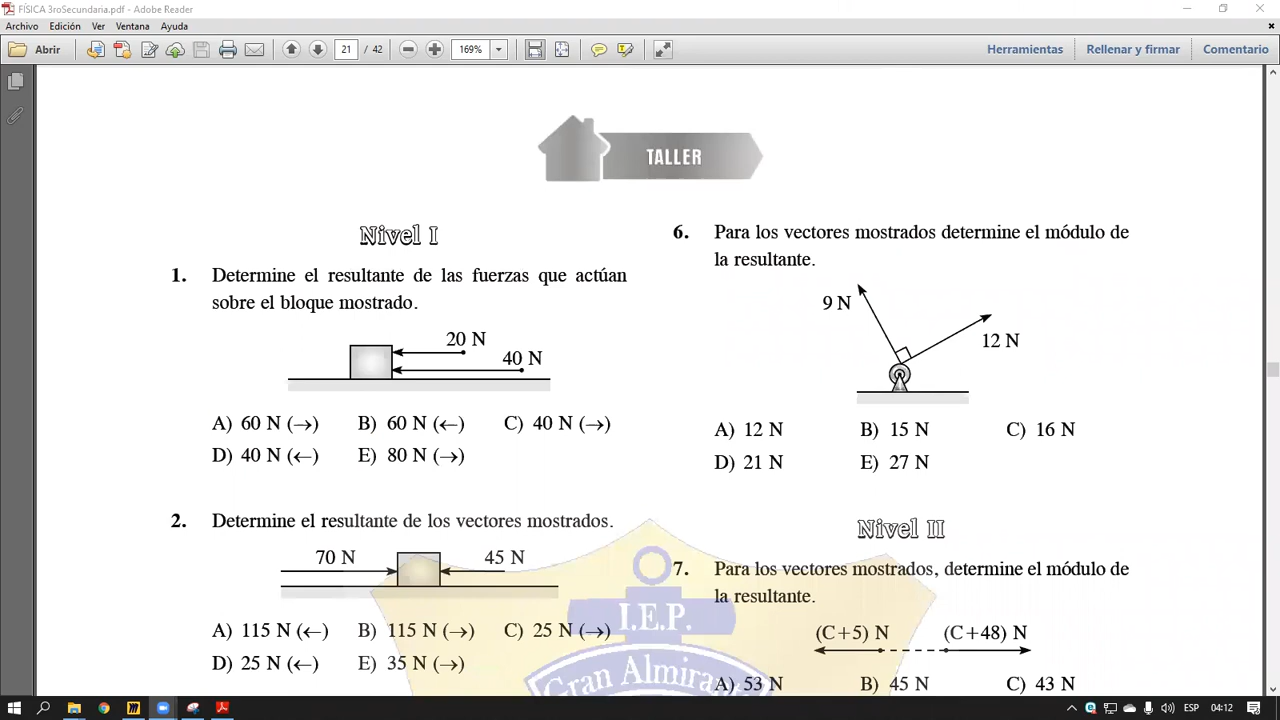 FÍSICA 3roSecundaria.pdf - Adobe Reader
Archivo Edición Ver Ventana Ayuda
Abrir 21 / 42 169% Herramientas Rellenar y firmar Comentario
TALLER
Nivel I
1. Determine el resultante de las fuerzas que actúan
sobre el bloque mostrado.
20 N
40 N
A) 60 N (→) B) 60 N (←) C) 40 N (→)
D) 40 N (←) E) 80 N (→)
2. Determine el resultante de los vectores mostrados.
70 N 45 N
A) 115 N (←) B) 115 N (→) C) 25 N (→)
D) 25 N (←) E) 35 N (→)
6. Para los vectores mostrados determine el módulo de
la resultante.
9 N
12 N
A) 12 N B) 15 N C) 16 N
D) 21 N E) 27 N
Nivel II
7. Para los vectores mostrados, determine el módulo de
la resultante.
(C+5) N (C+48) N
A) 53 N B) 45 N C) 43 N
I.E.P.
Gran Almirante
ESP 04:12